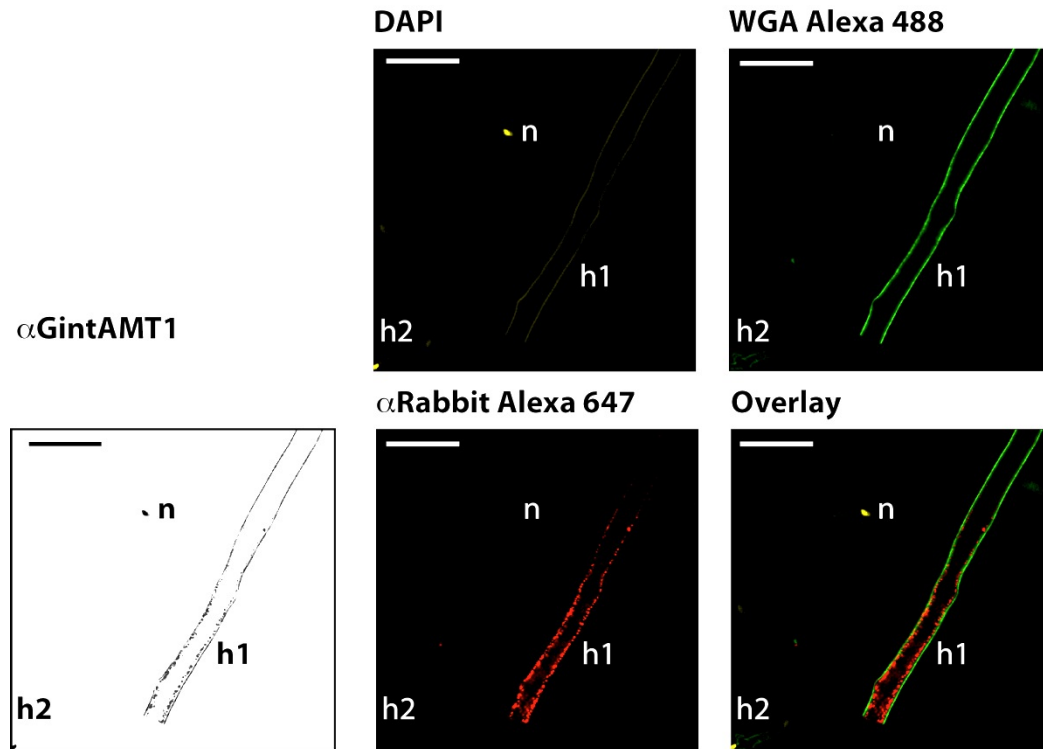 DAPI
WGA Alexa 488
n
h1
h2
n
h1
h2
αGintAMT1
αRabbit Alexa 647
Overlay
n
h1
h2
n
h1
h2
n
h1
h2